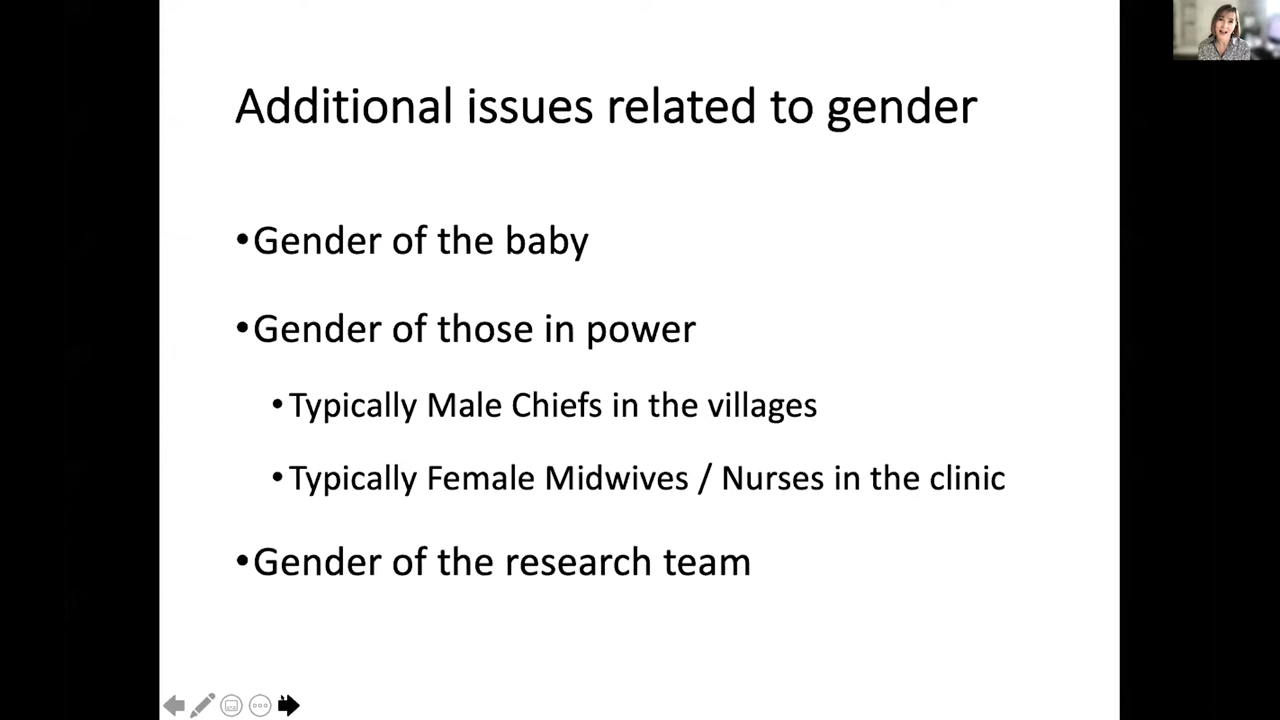 Additional issues related to gender
•Gender of the baby
•Gender of those in power
•Typically Male Chiefs in the villages
•Typically Female Midwives / Nurses in the clinic
•Gender of the research team